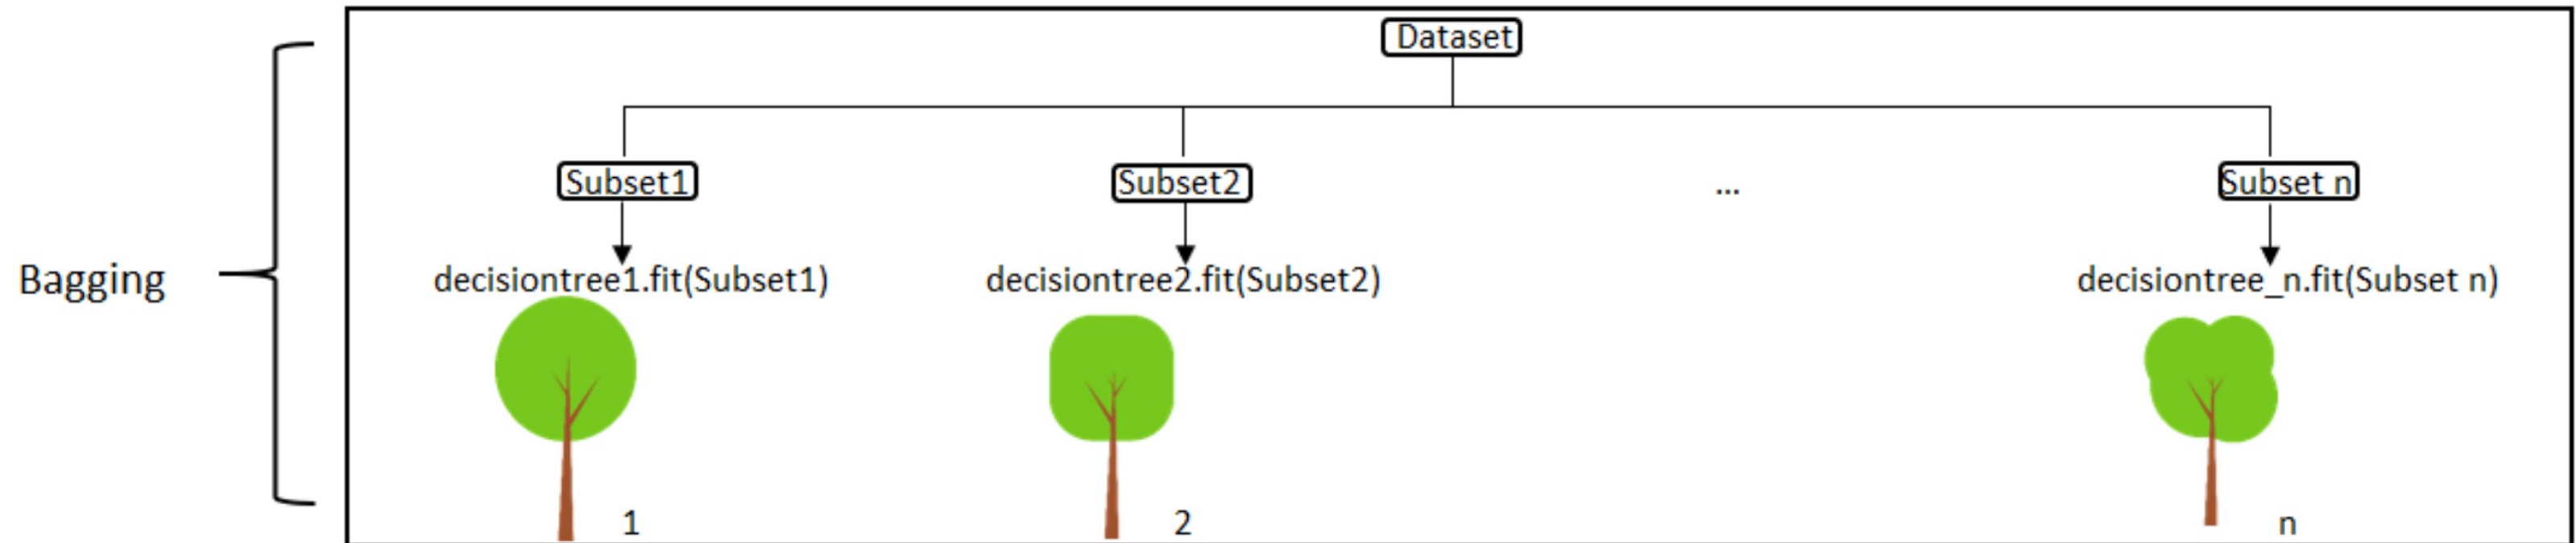 Dataset
Subset1
Subset2
...
Subset n
Bagging
decisiontree1.fit(Subset1)
decisiontree2.fit(Subset2)
decisiontree_n.fit(Subset n)
1
2
n